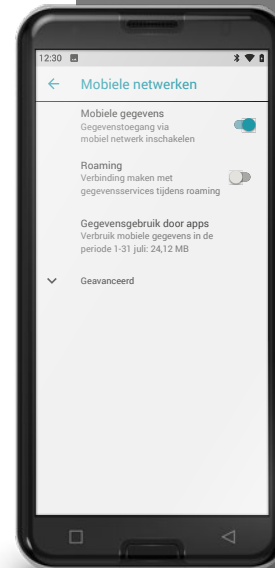 12:30
Mobiele netwerken
Mobiele gegevens
Gegevenstoegang via
mobiel netwerk inschakelen
Roaming
Verbinding maken met
gegevensservices tijdens roaming
Gegevensgebruik door apps
Verbruik mobiele gegevens in de
periode 1-31 juli: 24,12 MB
Geavanceerd